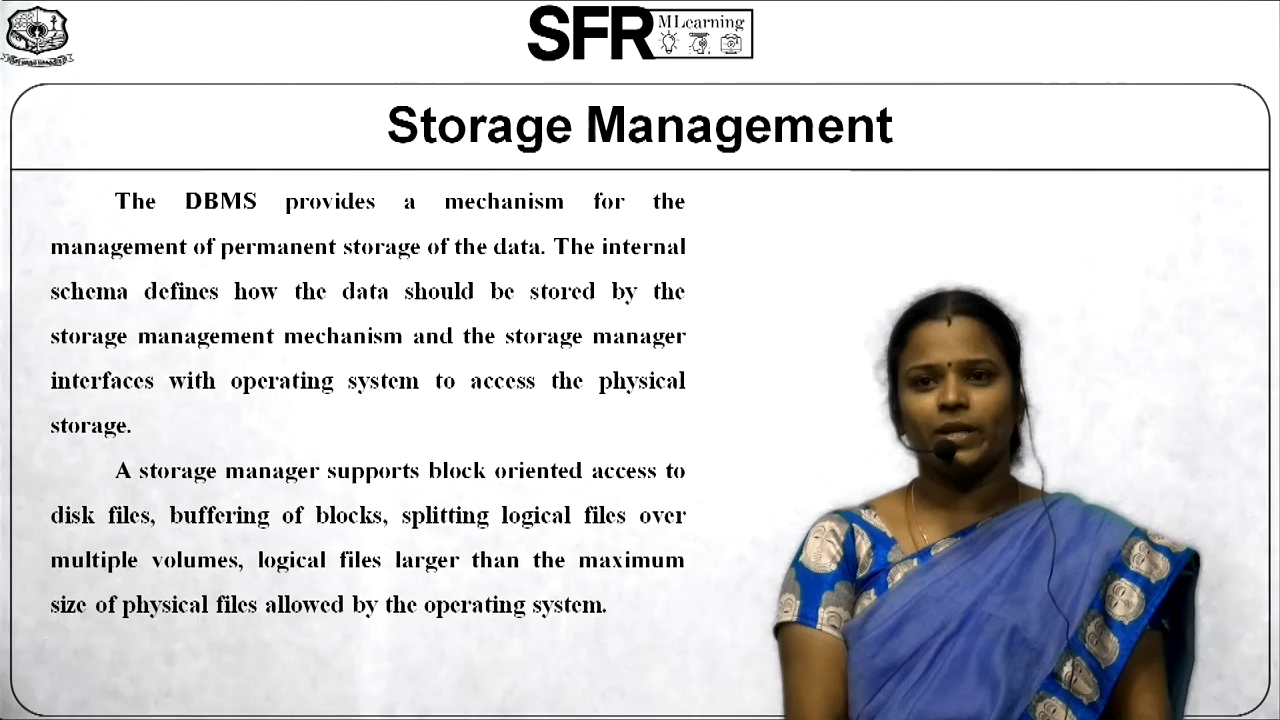 SFR
MLearning
Storage Management
The DBMS provides a mechanism for the
management of permanent storage of the data. The internal
schema defines how the data should be stored by the
storage management mechanism and the storage manager
interfaces with operating system to access the physical
storage.
A storage manager supports block oriented access to
disk files, buffering of blocks, splitting logical files over
multiple volumes, logical files larger than the maximum
size of physical files allowed by the operating system.